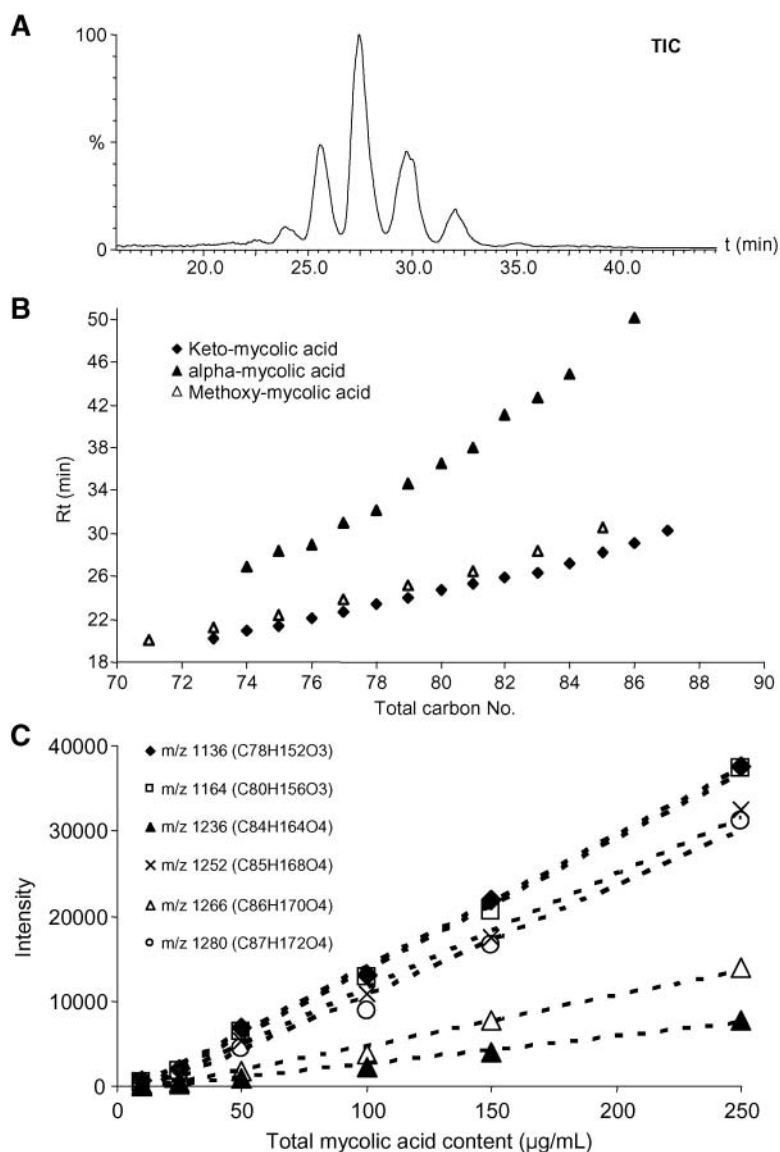 A
TIC
100
%
0
20.0 25.0 30.0 35.0 40.0
t (min)
B
50
46
42
38
34
30
26
22
18
Rt (min)
Keto-mycolic acid
alpha-mycolic acid
Methoxy-mycolic acid
70 72 74 76 78 80 82 84 86 88 90
Total carbon No.
C
40000
30000
20000
10000
0
Intensity
m/z 1136 (C78H152O3)
m/z 1164 (C80H156O3)
m/z 1236 (C84H164O4)
m/z 1252 (C85H168O4)
m/z 1266 (C86H170O4)
m/z 1280 (C87H172O4)
0 50 100 150 200 250
Total mycolic acid content (µg/mL)